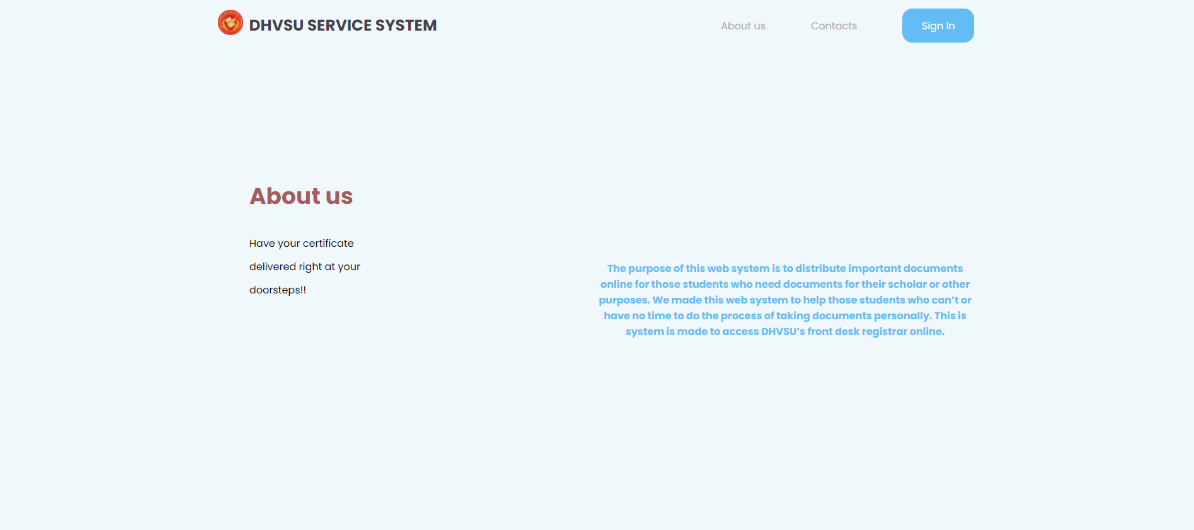 DHVSU SERVICE SYSTEM
About us
Contacts
Sign In
About us
Have your certificate
delivered right at your
doorsteps!!
The purpose of this web system is to distribute important documents
online for those students who need documents for their scholar or other
purposes. We made this web system to help those students who can't or
have no time to do the process of taking documents personally. This is
system is made to access DHVSU's front desk registrar online.